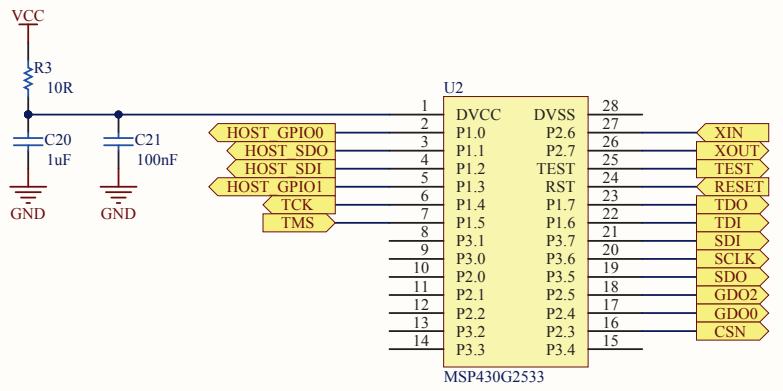 VCC
R3
10R
C20
1uF
C21
100nF
GND
GND
U2
1 DVCC DVSS 28
HOST_GPIO0 2 P1.0 P2.6 27 XIN
HOST_SDO 3 P1.1 P2.7 26 XOUT
HOST_SDI 4 P1.2 TEST 25 TEST
HOST_GPIO1 5 P1.3 RST 24 RESET
TCK 6 P1.4 P1.7 23 TDO
TMS 7 P1.5 P1.6 22 TDI
8 P3.1 P3.7 21 SDI
9 P3.0 P3.6 20 SCLK
10 P2.0 P3.5 19 SDO
11 P2.1 P2.5 18 GDO2
12 P2.2 P2.4 17 GDO0
13 P3.2 P2.3 16 CSN
14 P3.3 P3.4 15
MSP430G2533